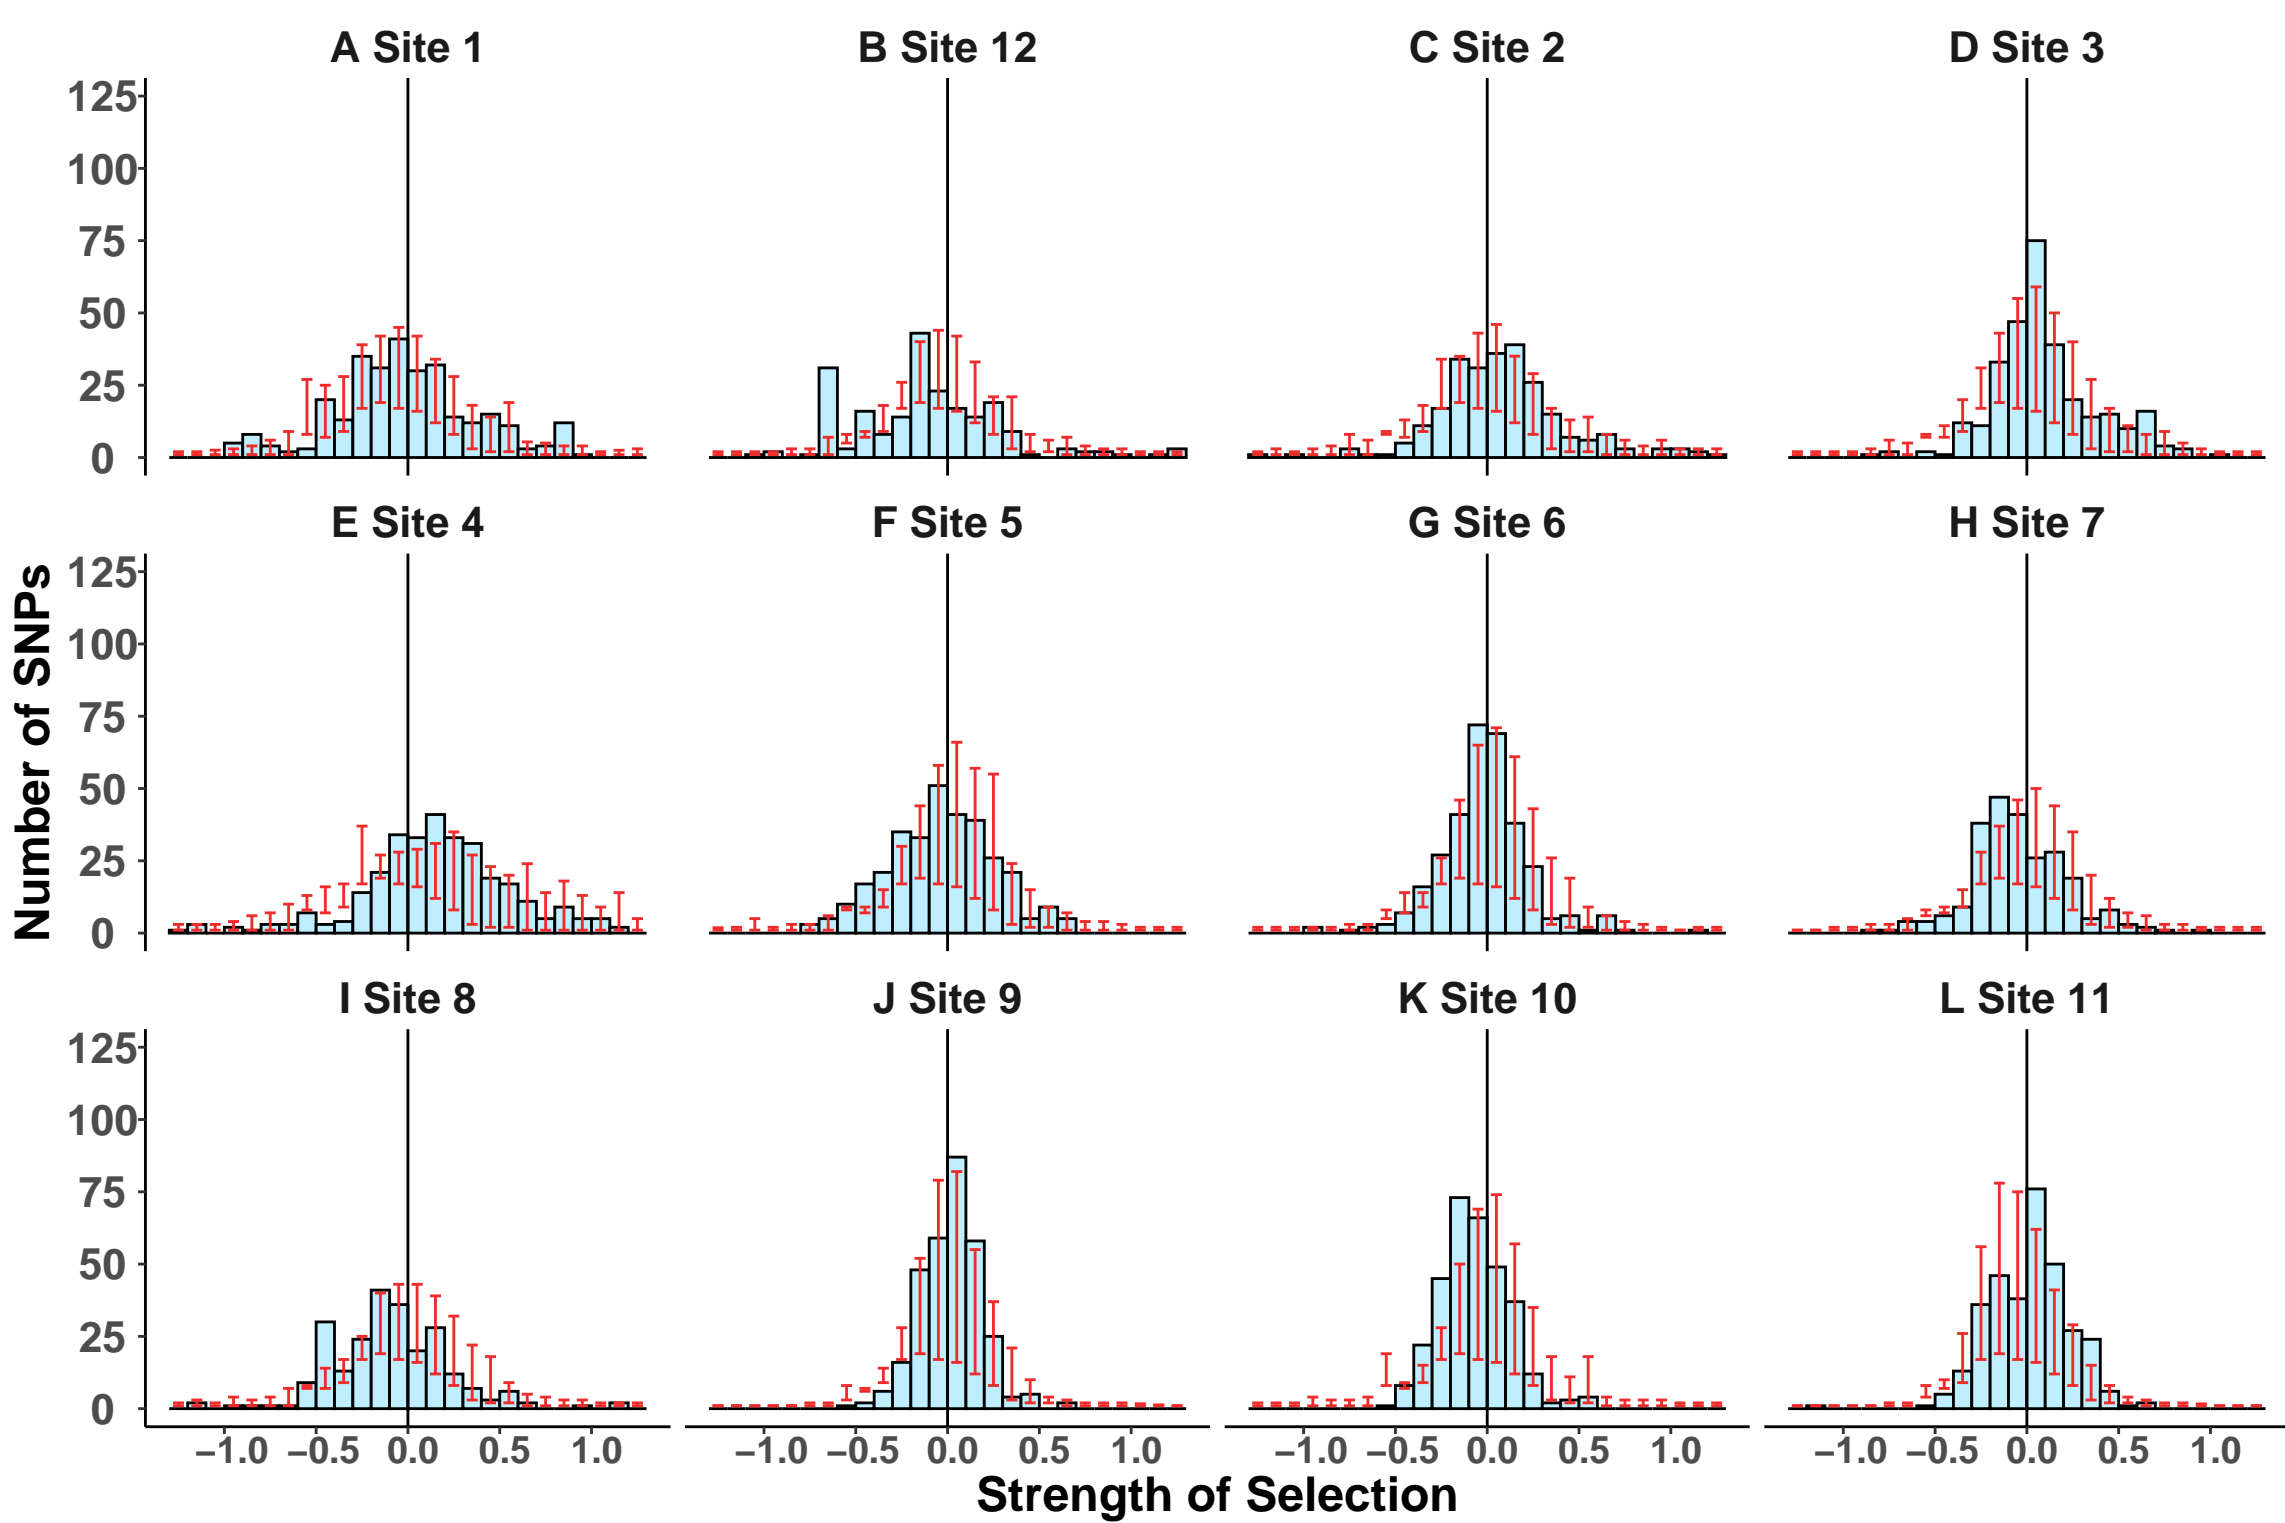 A Site 1
B Site 12
C Site 2
D Site 3
125
100
75
50
25
0
E Site 4
F Site 5
G Site 6
H Site 7
125
100
75
50
25
0
Number of SNPs
I Site 8
J Site 9
K Site 10
L Site 11
125
100
75
50
25
0
−1.0 −0.5 0.0 0.5 1.0
−1.0 −0.5 0.0 0.5 1.0
−1.0 −0.5 0.0 0.5 1.0
−1.0 −0.5 0.0 0.5 1.0
Strength of Selection